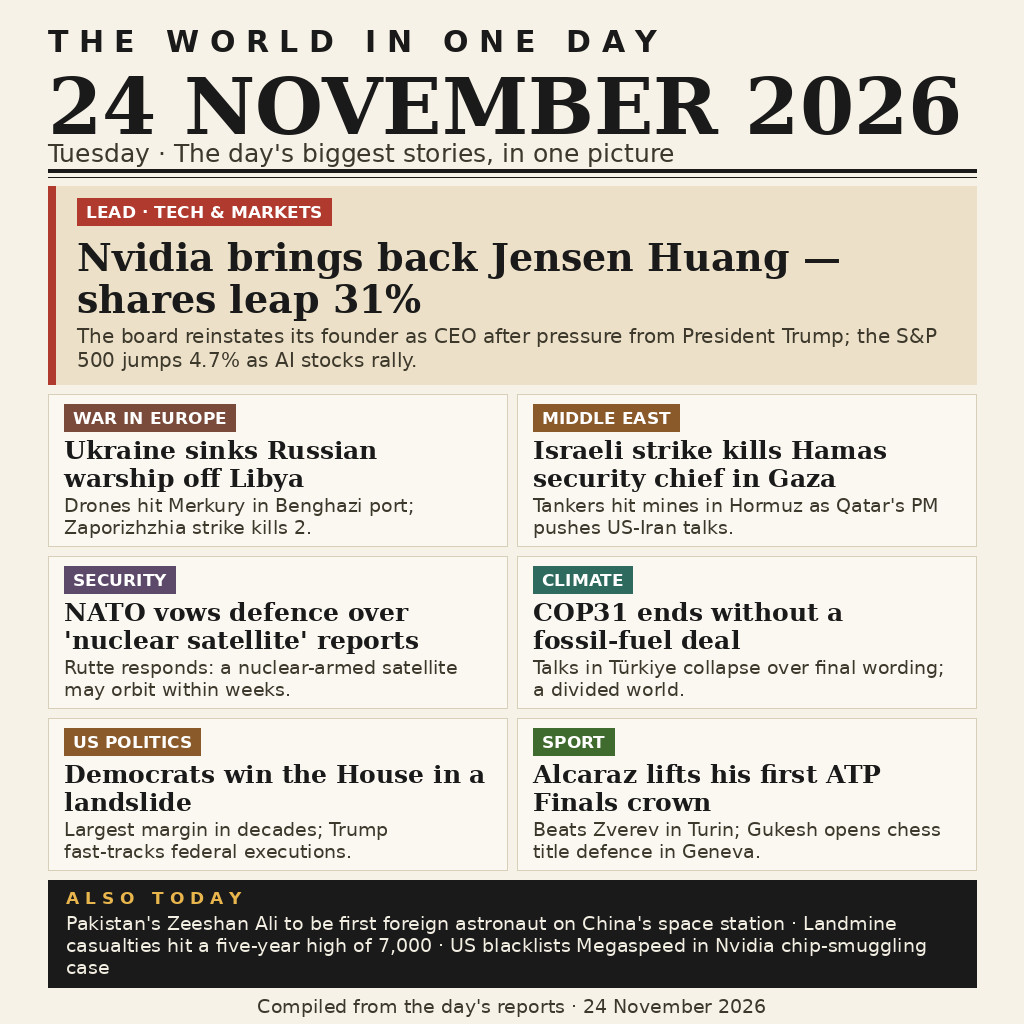 THE WORLD IN ONE DAY
24 NOVEMBER 2026
Tuesday · The day's biggest stories, in one picture
LEAD · TECH & MARKETS
Nvidia brings back Jensen Huang —
shares leap 31%
The board reinstates its founder as CEO after pressure from President Trump; the S&P
500 jumps 4.7% as AI stocks rally.
WAR IN EUROPE
Ukraine sinks Russian
warship off Libya
Drones hit Merkury in Benghazi port;
Zaporizhzhia strike kills 2.
MIDDLE EAST
Israeli strike kills Hamas
security chief in Gaza
Tankers hit mines in Hormuz as Qatar's PM
pushes US-Iran talks.
SECURITY
NATO vows defence over
'nuclear satellite' reports
Rutte responds: a nuclear-armed satellite
may orbit within weeks.
CLIMATE
COP31 ends without a
fossil-fuel deal
Talks in Türkiye collapse over final wording;
a divided world.
US POLITICS
Democrats win the House in a
landslide
Largest margin in decades; Trump
fast-tracks federal executions.
SPORT
Alcaraz lifts his first ATP
Finals crown
Beats Zverev in Turin; Gukesh opens chess
title defence in Geneva.
ALSO TODAY
Pakistan's Zeeshan Ali to be first foreign astronaut on China's space station · Landmine
casualties hit a five-year high of 7,000 · US blacklists Megaspeed in Nvidia chip-smuggling
case
Compiled from the day's reports · 24 November 2026